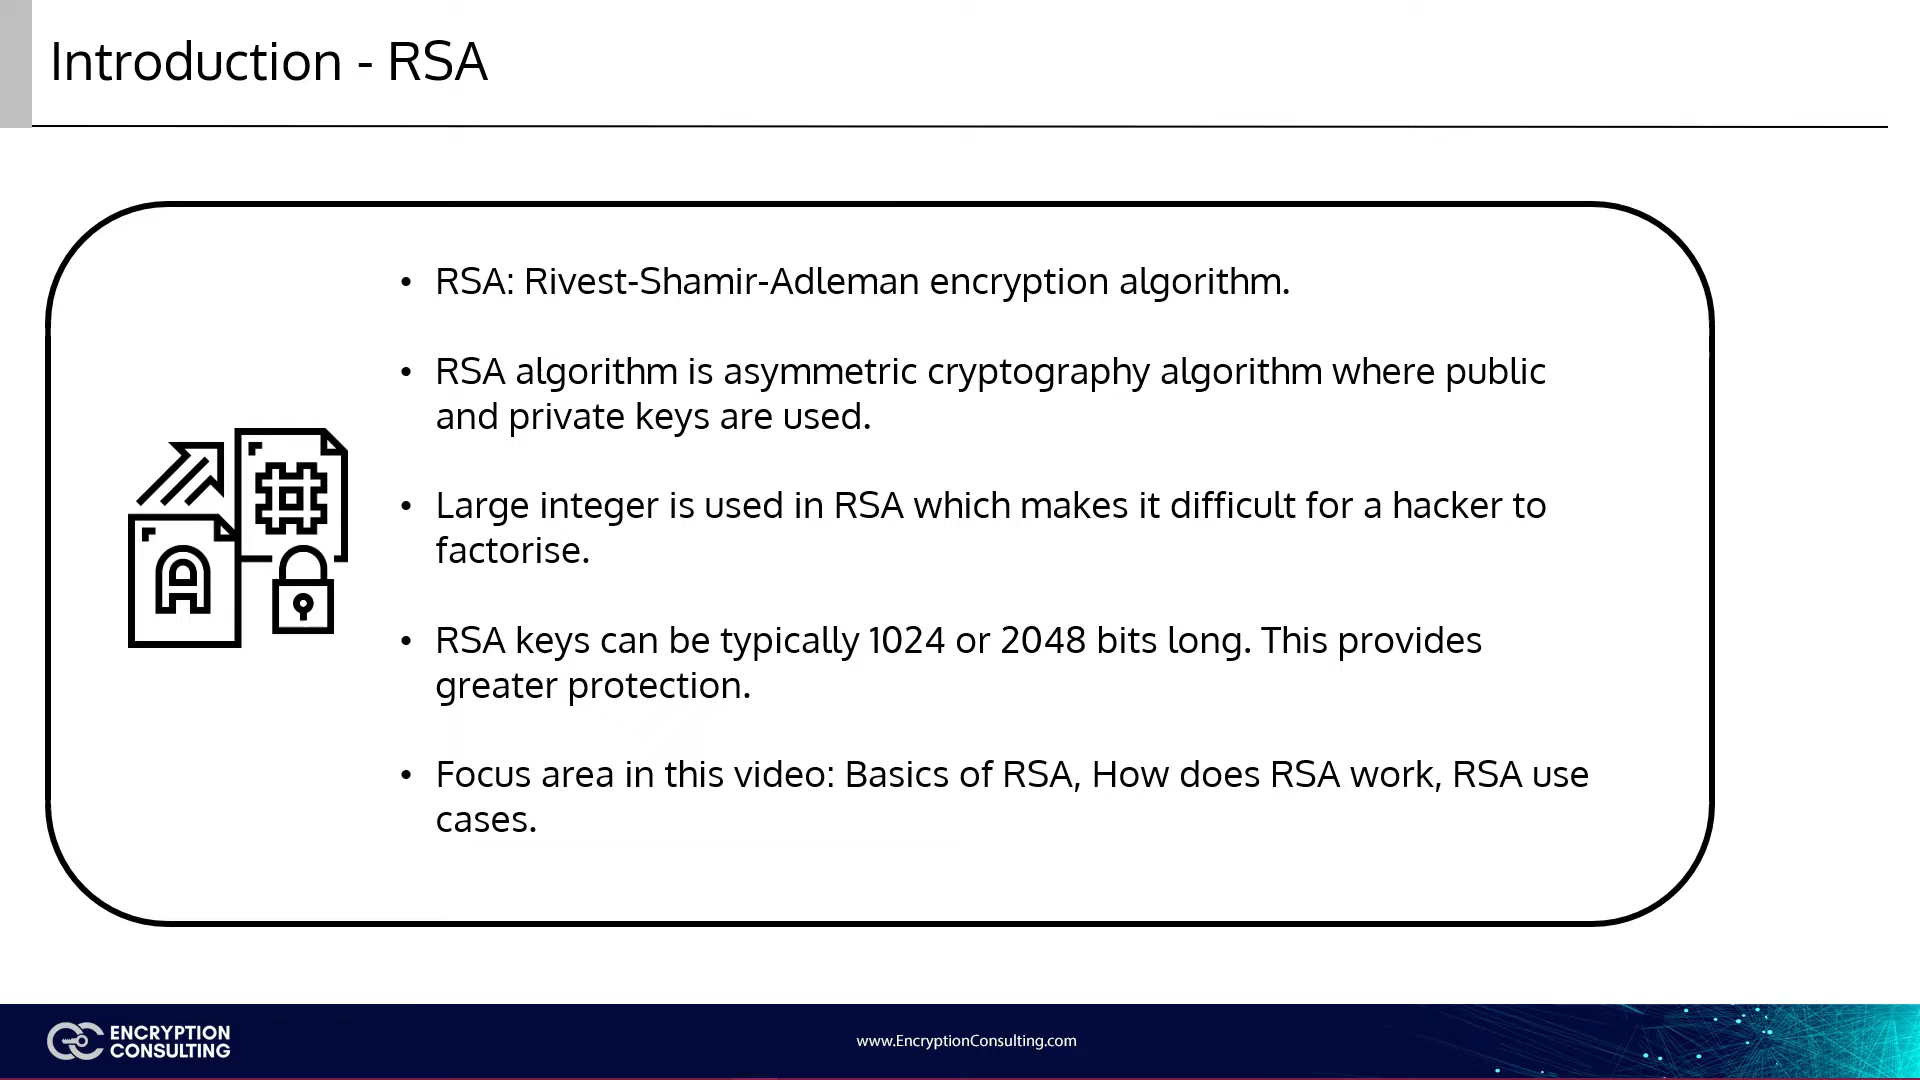 Introduction - RSA
• RSA: Rivest-Shamir-Adleman encryption algorithm.
• RSA algorithm is asymmetric cryptography algorithm where public
and private keys are used.
• Large integer is used in RSA which makes it difficult for a hacker to
factorise.
• RSA keys can be typically 1024 or 2048 bits long. This provides
greater protection.
• Focus area in this video: Basics of RSA, How does RSA work, RSA use
cases.
A
ENCRYPTION
CONSULTING
www.EncryptionConsulting.com